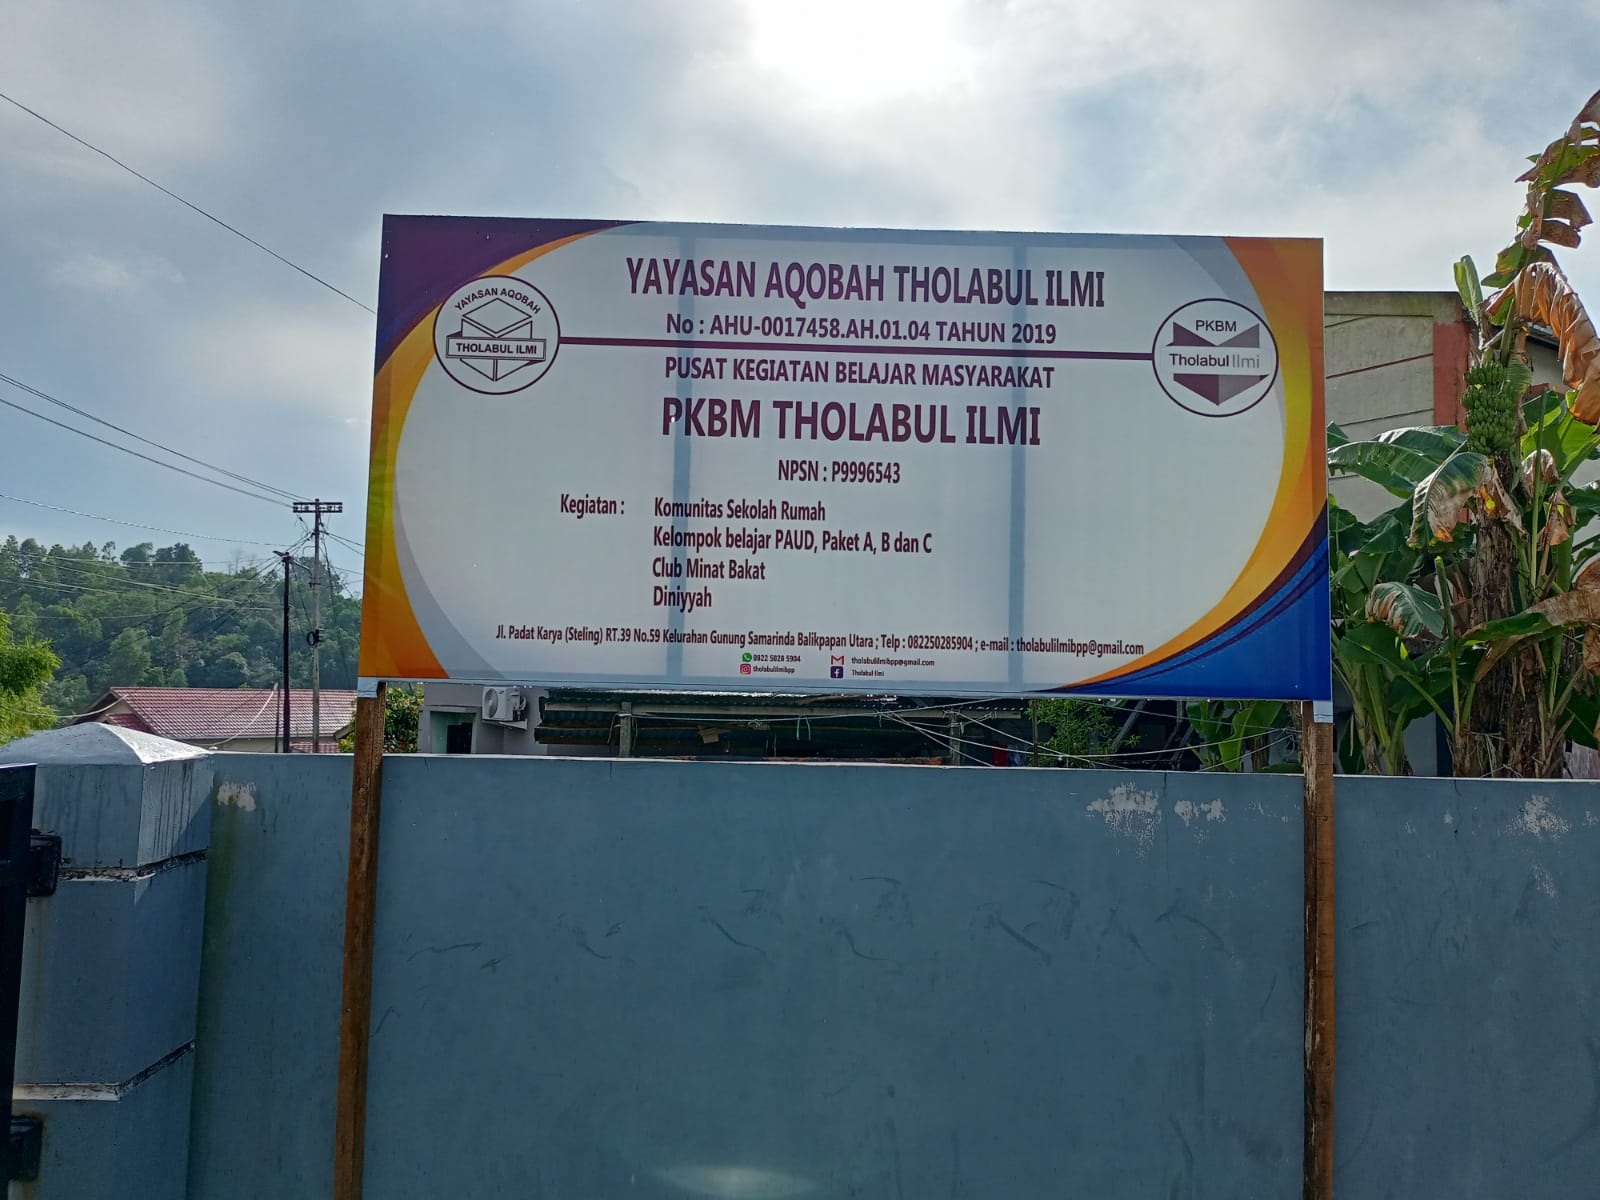 YAYASAN AQOBAH THOLABUL ILMI
No : AHU-0017458.AH.01.04 TAHUN 2019
YAYASAN AQOBAH
THOLABUL ILMI
PKBM
Tholabul Ilmi
PUSAT KEGIATAN BELAJAR MASYARAKAT
PKBM THOLABUL ILMI
NPSN : P9996543
Kegiatan : Komunitas Sekolah Rumah
Kelompok belajar PAUD, Paket A, B dan C
Club Minat Bakat
Diniyyah
Jl. Padat Karya (Steling) RT.39 No.59 Kelurahan Gunung Samarinda Balikpapan Utara ; Telp : 082250285904 ; e-mail : tholabulilmibpp@gmail.com
0822 5028 5904 tholabulilmibpp@gmail.com
tholabulilmibpp Tholabul Ilmi